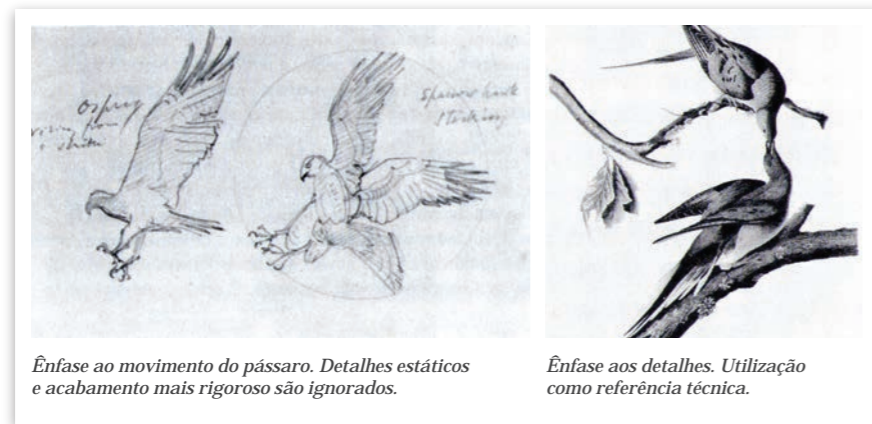 Osprey
sparrow hawk
striking
Ênfase ao movimento do pássaro. Detalhes estáticos
e acabamento mais rigoroso são ignorados.
Ênfase aos detalhes. Utilização
como referência técnica.